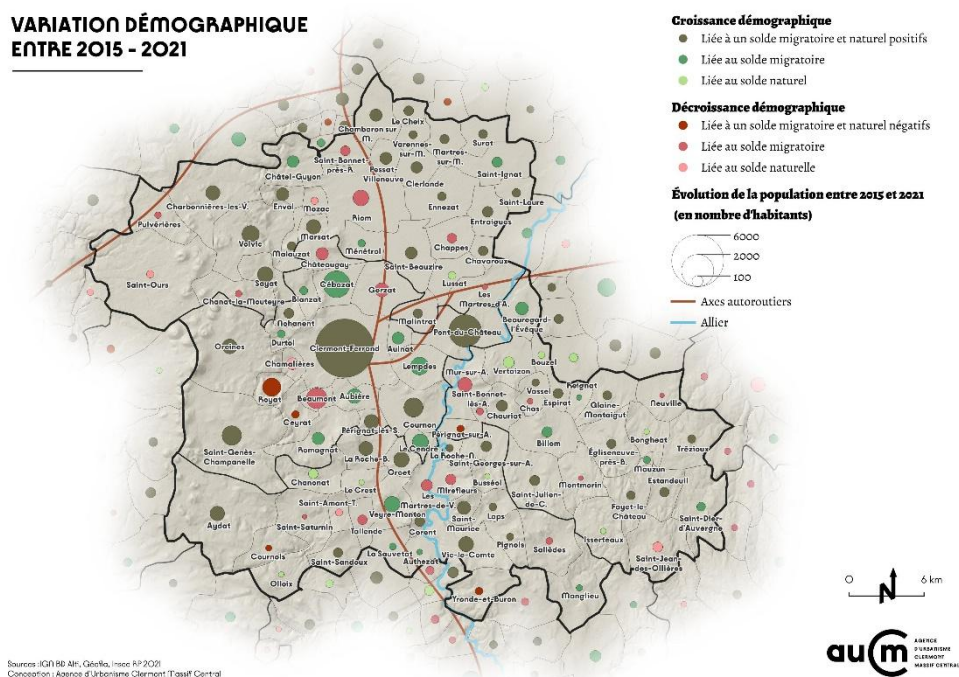 VARIATION DÉMOGRAPHIQUE
ENTRE 2015 - 2021
Croissance démographique
Liée à un solde migratoire et naturel positifs
Liée au solde migratoire
Liée au solde naturel
Décroissance démographique
Liée à un solde migratoire et naturel négatifs
Liée au solde migratoire
Liée au solde naturelle
Évolution de la population entre 2015 et 2021
(en nombre d'habitants)
6000
2000
100
Axes autoroutiers
Allier
Le Cheix
Chambaron sur
M.
Varennes-
sur-M.
Martres-
sur-M.
Surat
Saint-Bonnet-
près-R.
Pessat-
Villeneuve
Saint-Ignat
Châtel-Guyon
Clerlande
Charbonnières-les-V.
Enval
Mozac
Riom
Ennezat
Saint-Laure
Pulvérières
Entraigues
Volvic
Marsat
Ménétrol
Chappes
Malauzat
Châteaugay
Saint-Beauzire
Chavaroux
Saint-Ours
Sayat
Cébazat
Gerzat
Lussat
Les
Martres-d'A.
Chanat-la-Mouteyre
Blanzat
Nohanent
Malintrat
Beauregard-
l'Évêque
Durtol
Pont-du-Château
Orcines
Clermont-Ferrand
Aulnat
Chamalières
Lempdes
Vertaizon
Bouzel
Mur-sur-A.
Reignat
Royat
Beaumont
Aubière
Saint-Bonnet-
lès-A.
Vassel
Espirat
Glaine-
Montaigut
Neuville
Chas
Ceyrat
Cournon
Chauriat
Pérignat-lès-S.
Pérignat-sur-A.
Billom
Bongheat
Saint-Genès-
Champanelle
Romagnat
Le Cendre
La Roche-N.
Égliseneuve-
près-B.
Trézioux
La Roche-B.
Orcet
Saint-Georges-sur-A.
Mauzun
Chanonat
Le Crest
Mirefleurs
Busséol
Montmorin
Estandeuil
Les
Martres-de-V.
Saint-Julien-
de-C.
Saint-Amant-T.
Veyre-Monton
Fayet-le-
Château
Saint-Dier-
d'Auvergne
Aydat
Saint-Saturnin
Tallende
Corent
Saint-
Maurice
Laps
Isserteaux
Pignols
Sallèdes
Cournols
Saint-Sandoux
La Sauvetat
Authezat
Vic-le-Comte
Saint-Jean-
des-Ollières
Olloix
Yronde-et-Buron
Manglieu
0
6 km
N
auCm
AGENCE
D'URBANISME
CLERMONT
MASSIF CENTRAL
Sources : IGN BD Alti, Géofla, Insee RP 2021
Conception : Agence d'Urbanisme Clermont Massif Central